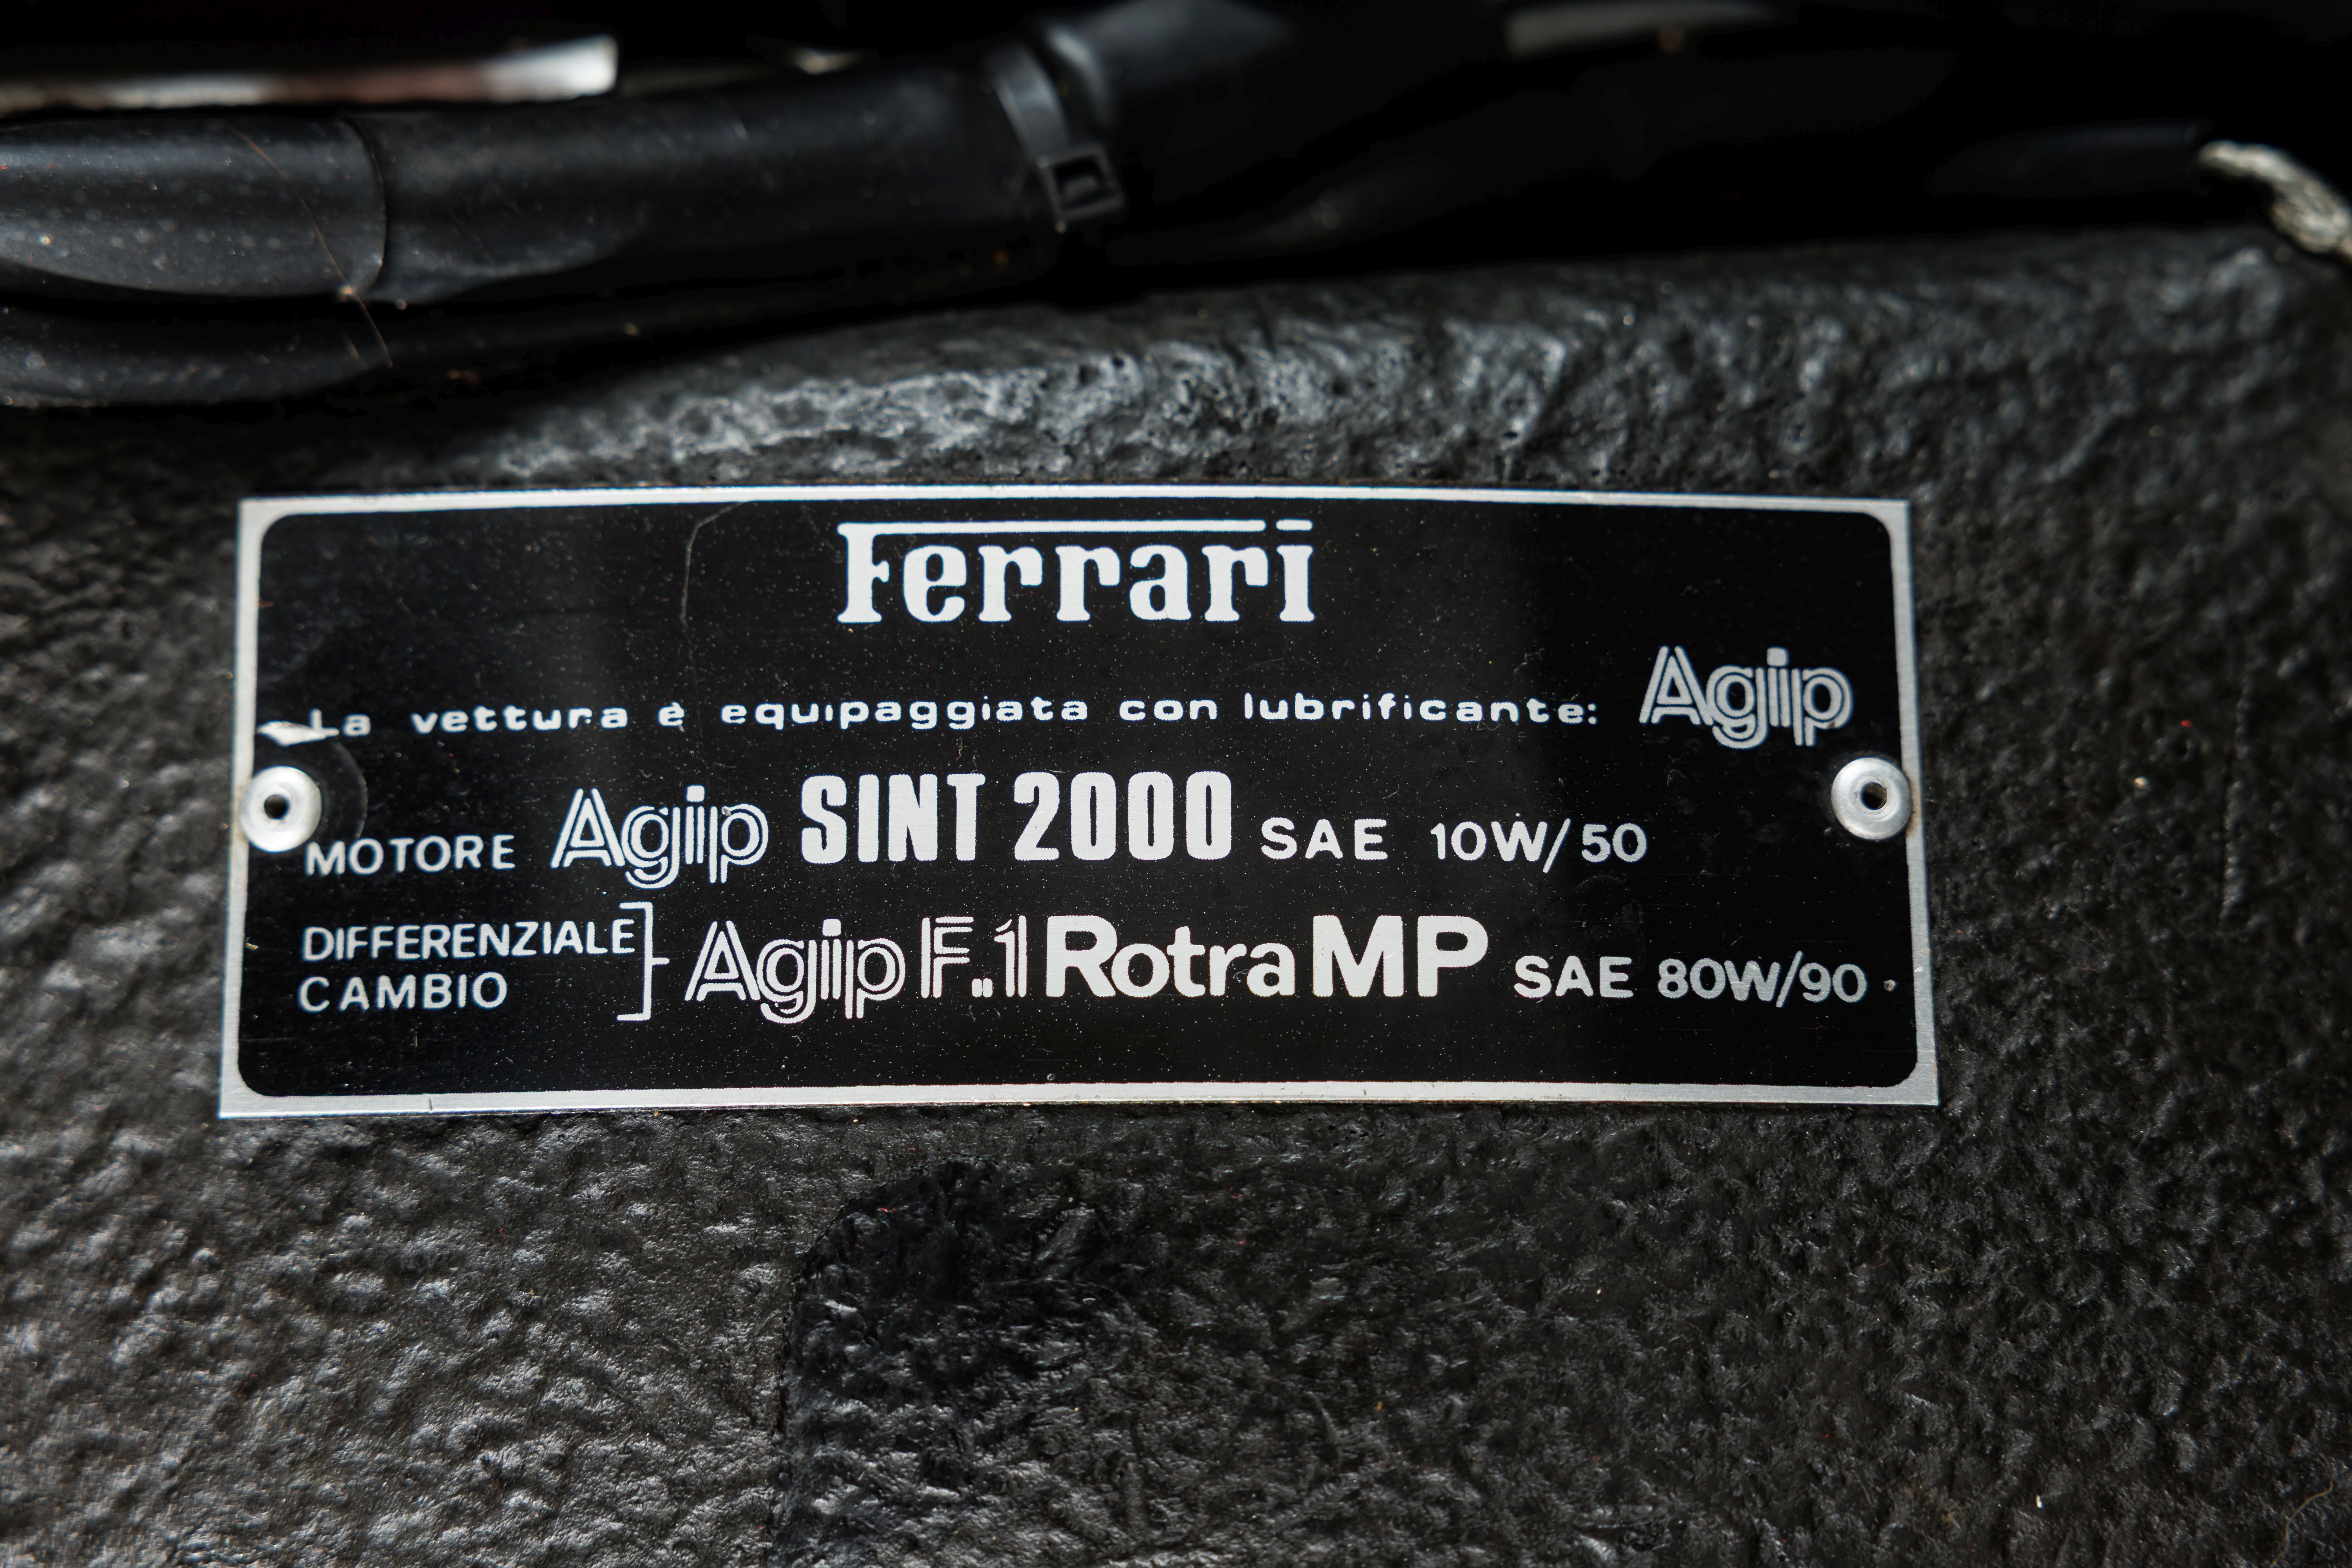 Ferrari
La vettura è equipaggiata con lubrificante: Agip
MOTORE Agip SINT 2000 SAE 10W/50
DIFFERENZIALE
CAMBIO
Agip F.1 Rotra MP SAE 80W/90